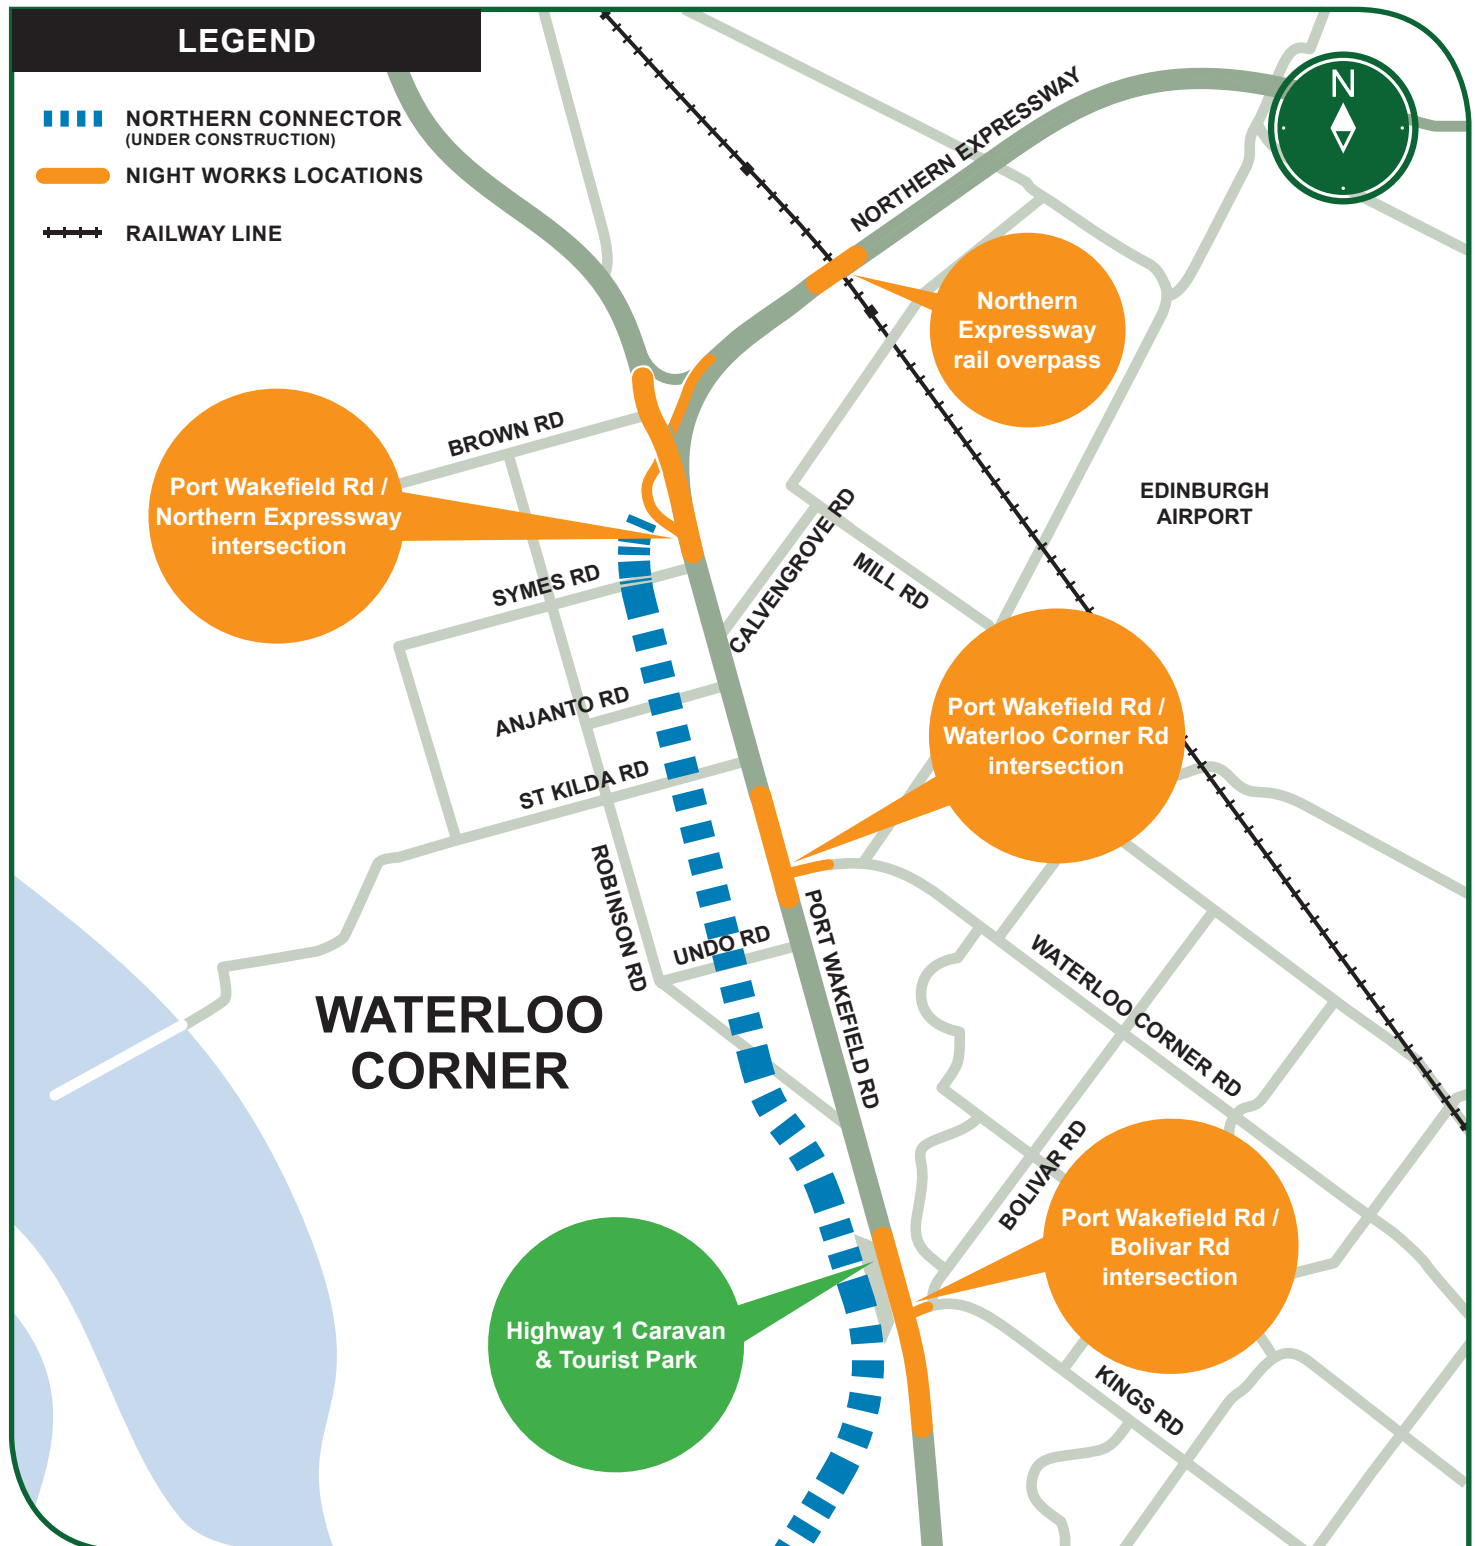 LEGEND
NORTHERN CONNECTOR
(UNDER CONSTRUCTION)
NIGHT WORKS LOCATIONS
RAILWAY LINE
N
NORTHERN EXPRESSWAY
Northern
Expressway
rail overpass
BROWN RD
Port Wakefield Rd /
Northern Expressway
intersection
EDINBURGH
AIRPORT
CALVENGROVE RD
MILL RD
SYMES RD
ANJANTO RD
Port Wakefield Rd /
Waterloo Corner Rd
intersection
ST KILDA RD
ROBINSON RD
UNDO RD
PORT WAKEFIELD RD
WATERLOO CORNER RD
WATERLOO
CORNER
BOLIVAR RD
Port Wakefield Rd /
Bolivar Rd
intersection
Highway 1 Caravan
& Tourist Park
KINGS RD